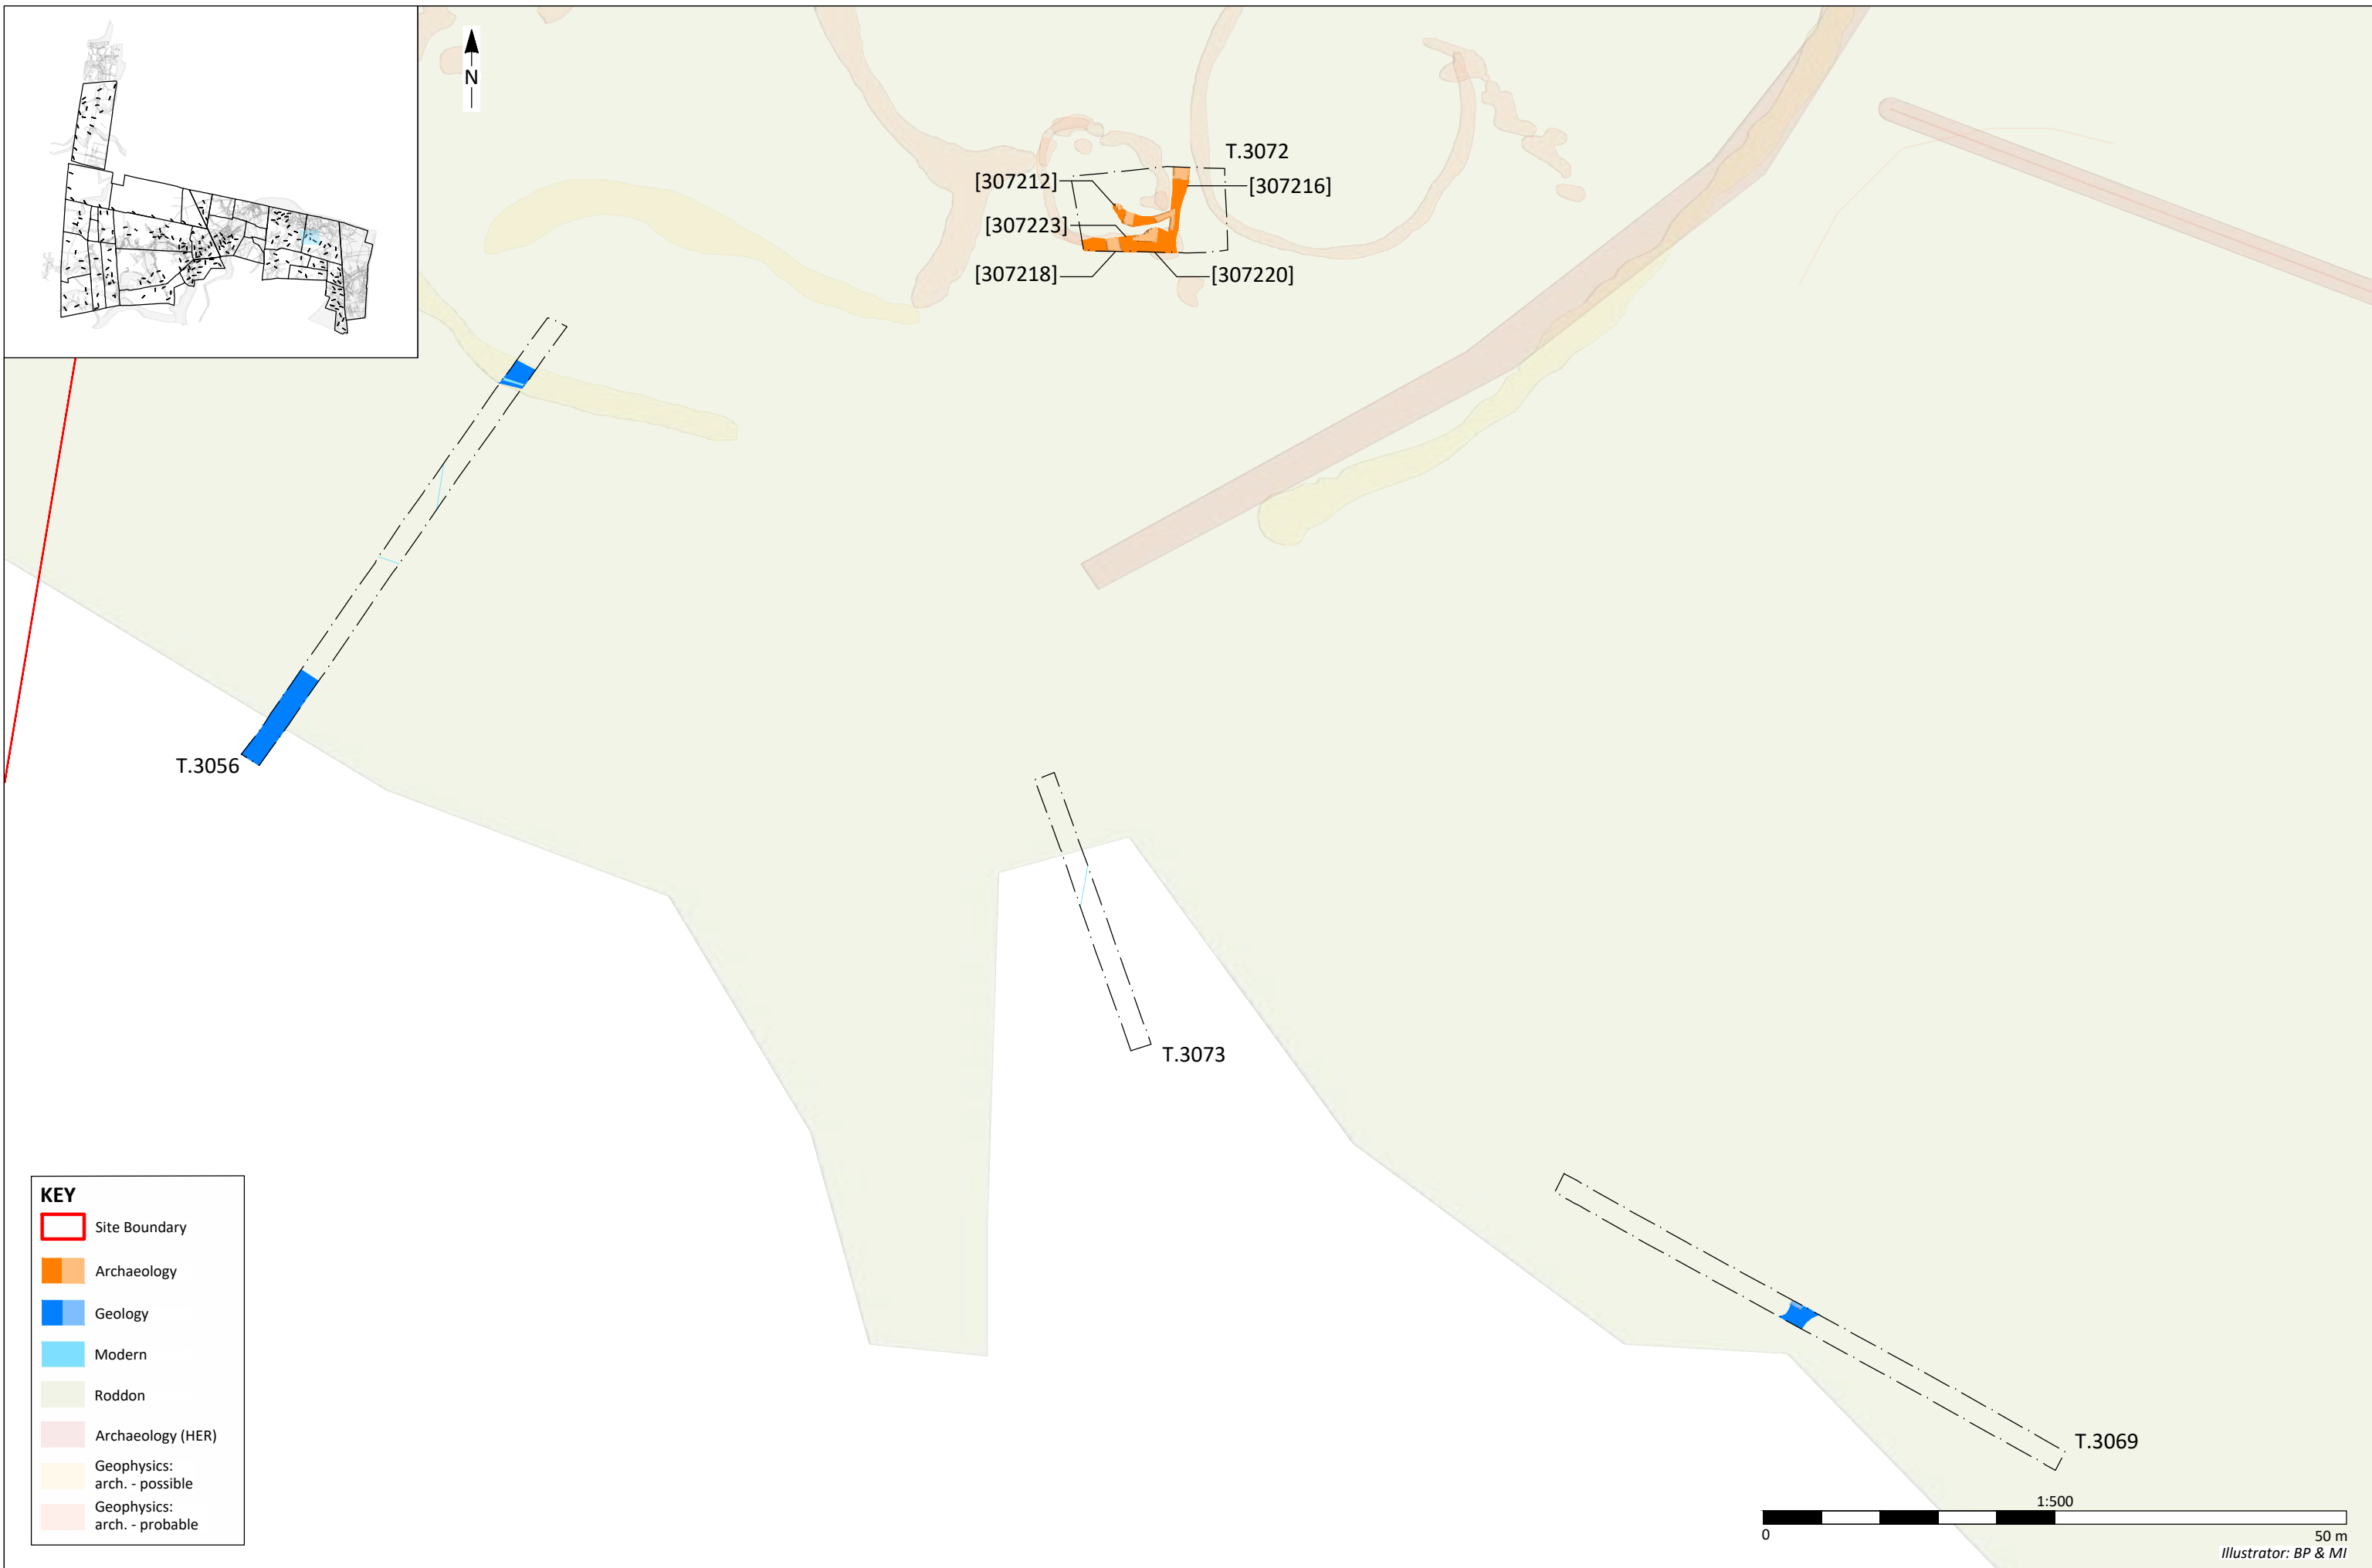 N
T.3072
[307212]
[307216]
[307223]
[307218]
[307220]
T.3056
T.3073
T.3069
KEY
Site Boundary
Archaeology
Geology
Modern
Roddon
Archaeology (HER)
Geophysics:
arch. - possible
Geophysics:
arch. - probable
1:500
0
50 m
Illustrator: BP & MI